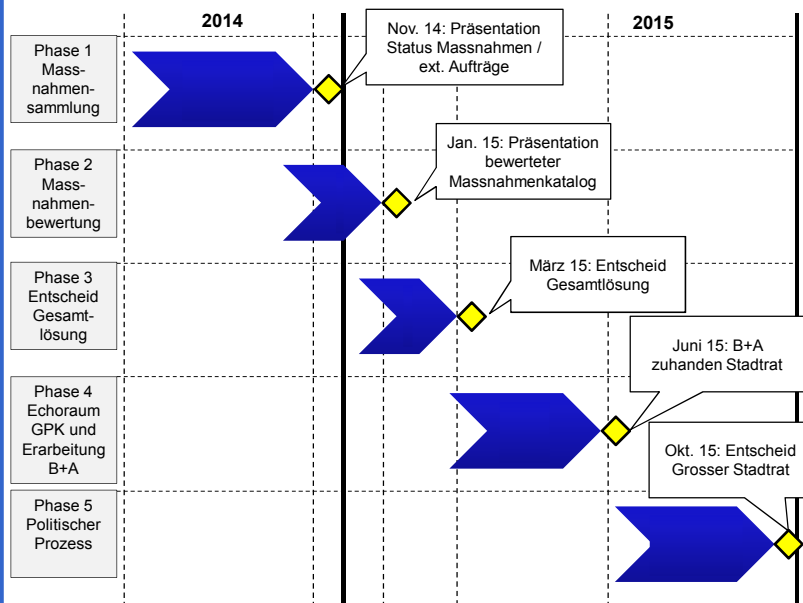 2014
2015
Phase 1
Mass-
nahmen-
sammlung
Nov. 14: Präsentation
Status Massnahmen /
ext. Aufträge
Phase 2
Mass-
nahmen-
bewertung
Jan. 15: Präsentation
bewerteter
Massnahmenkatalog
Phase 3
Entscheid
Gesamt-
lösung
März 15: Entscheid
Gesamtlösung
Phase 4
Echoraum
GPK und
Erarbeitung
B+A
Juni 15: B+A
zuhanden Stadtrat
Phase 5
Politischer
Prozess
Okt. 15: Entscheid
Grosser Stadtrat